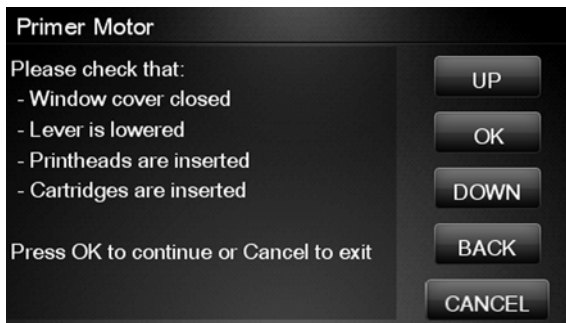 Primer Motor
Please check that:
- Window cover closed
- Lever is lowered
- Printheads are inserted
- Cartridges are inserted
Press OK to continue or Cancel to exit
UP
OK
DOWN
BACK
CANCEL